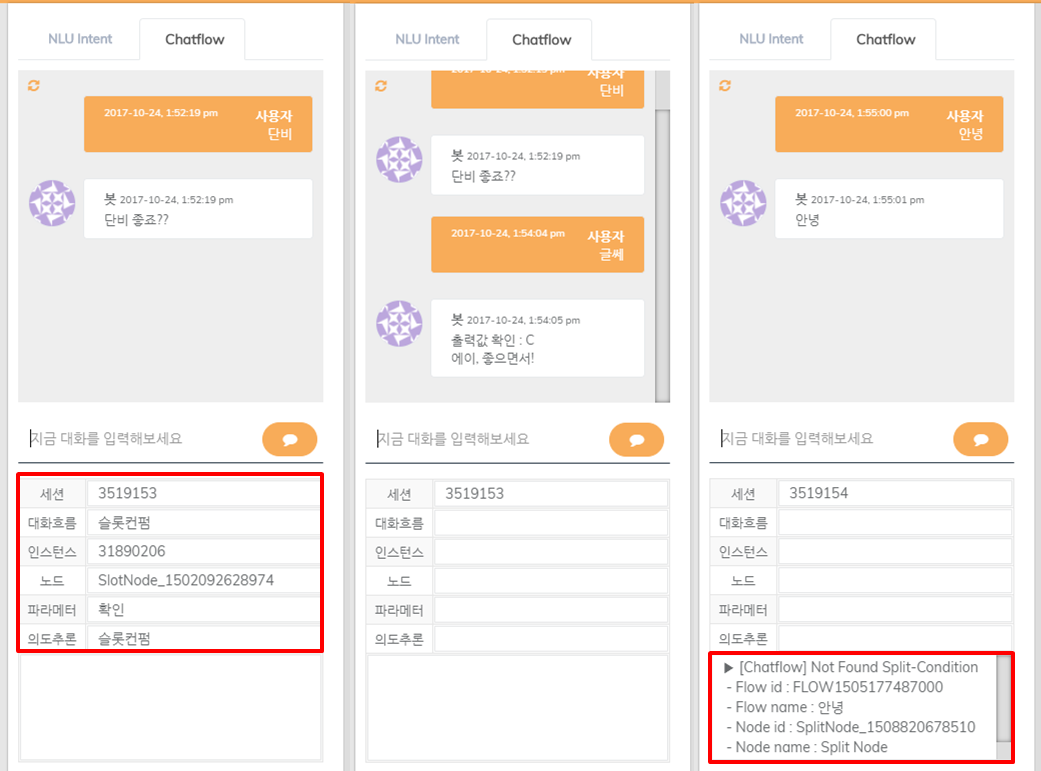 NLU Intent
Chatflow
2017-10-24, 1:52:19 pm 사용자
단비
봇 2017-10-24, 1:52:19 pm
단비 좋죠??
지금 대화를 입력해보세요
세션 3519153
대화흐름 슬롯컨펌
인스턴스 31890206
노드 SlotNode_1502092628974
파라메터 확인
의도추론 슬롯컨펌
NLU Intent
Chatflow
2017-10-24, 1:52:19 pm 사용자
단비
봇 2017-10-24, 1:52:19 pm
단비 좋죠??
2017-10-24, 1:54:04 pm 사용자
글쎄
봇 2017-10-24, 1:54:05 pm
출력값 확인 : C
에이, 좋으면서!
지금 대화를 입력해보세요
세션 3519153
대화흐름
인스턴스
노드
파라메터
의도추론
NLU Intent
Chatflow
2017-10-24, 1:55:00 pm 사용자
안녕
봇 2017-10-24, 1:55:01 pm
안녕
지금 대화를 입력해보세요
세션 3519154
대화흐름
인스턴스
노드
파라메터
의도추론
▶ [Chatflow] Not Found Split-Condition
- Flow id : FLOW1505177487000
- Flow name : 안녕
- Node id : SplitNode_1508820678510
- Node name : Split Node